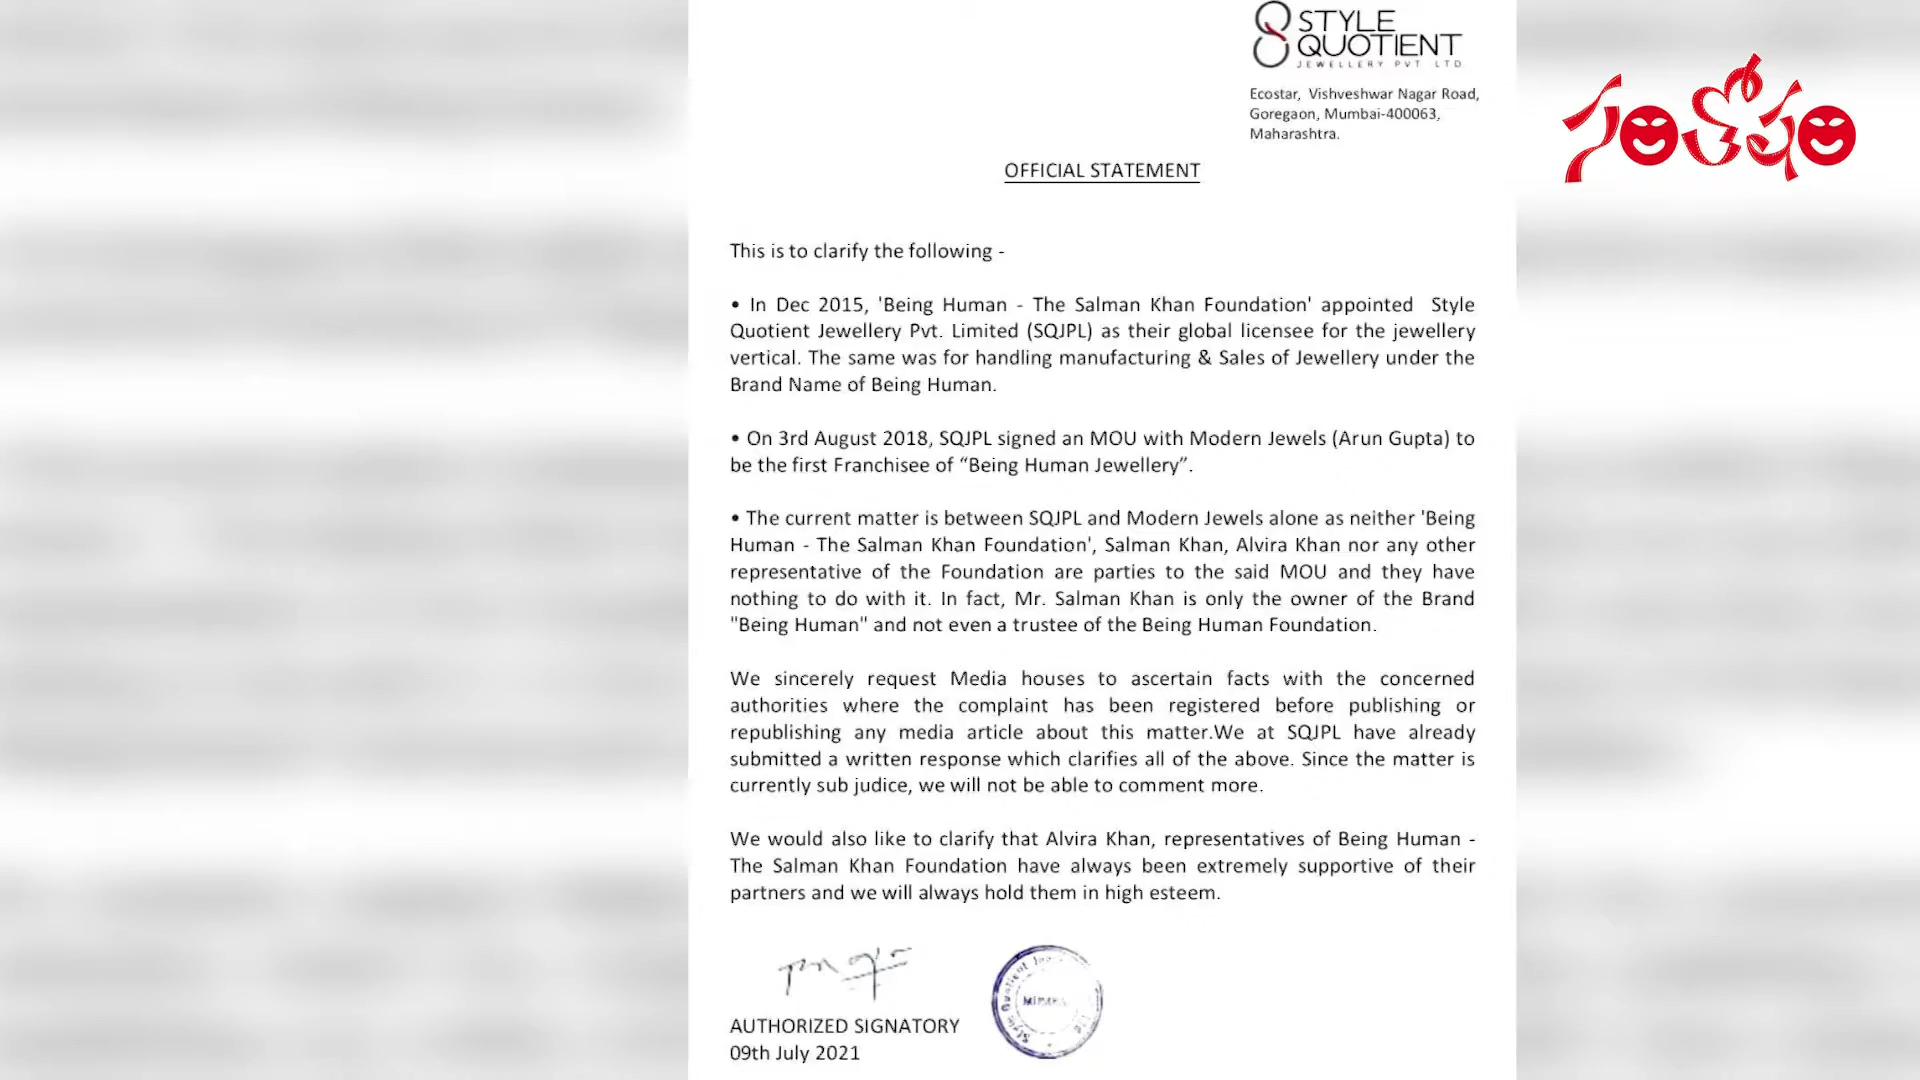 STYLE
QUOTIENT
JEWELLERY PVT LTD
Ecostar, Vishveshwar Nagar Road,
Goregaon, Mumbai-400063,
Maharashtra.
సంతోషం
OFFICIAL STATEMENT
This is to clarify the following -
• In Dec 2015, 'Being Human - The Salman Khan Foundation' appointed Style
Quotient Jewellery Pvt. Limited (SQJPL) as their global licensee for the jewellery
vertical. The same was for handling manufacturing & Sales of Jewellery under the
Brand Name of Being Human.
• On 3rd August 2018, SQJPL signed an MOU with Modern Jewels (Arun Gupta) to
be the first Franchisee of “Being Human Jewellery”.
• The current matter is between SQJPL and Modern Jewels alone as neither 'Being
Human - The Salman Khan Foundation', Salman Khan, Alvira Khan nor any other
representative of the Foundation are parties to the said MOU and they have
nothing to do with it. In fact, Mr. Salman Khan is only the owner of the Brand
"Being Human" and not even a trustee of the Being Human Foundation.
We sincerely request Media houses to ascertain facts with the concerned
authorities where the complaint has been registered before publishing or
republishing any media article about this matter.We at SQJPL have already
submitted a written response which clarifies all of the above. Since the matter is
currently sub judice, we will not be able to comment more.
We would also like to clarify that Alvira Khan, representatives of Being Human -
The Salman Khan Foundation have always been extremely supportive of their
partners and we will always hold them in high esteem.
Style Quotient
AUTHORIZED SIGNATORY
09th July 2021